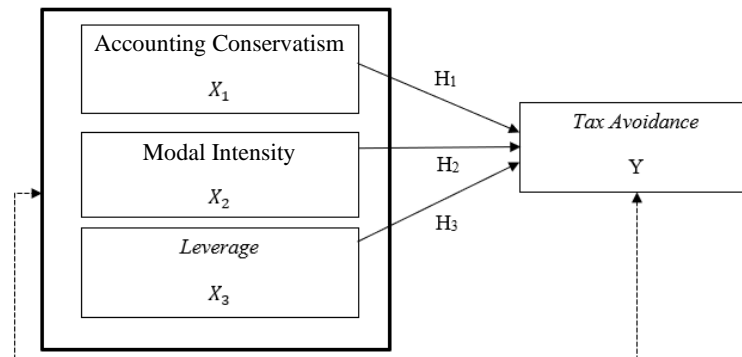 Accounting Conservatism
X₁
H₁
Modal Intensity
X₂
H₂
Leverage
X₃
H₃
Tax Avoidance
Y